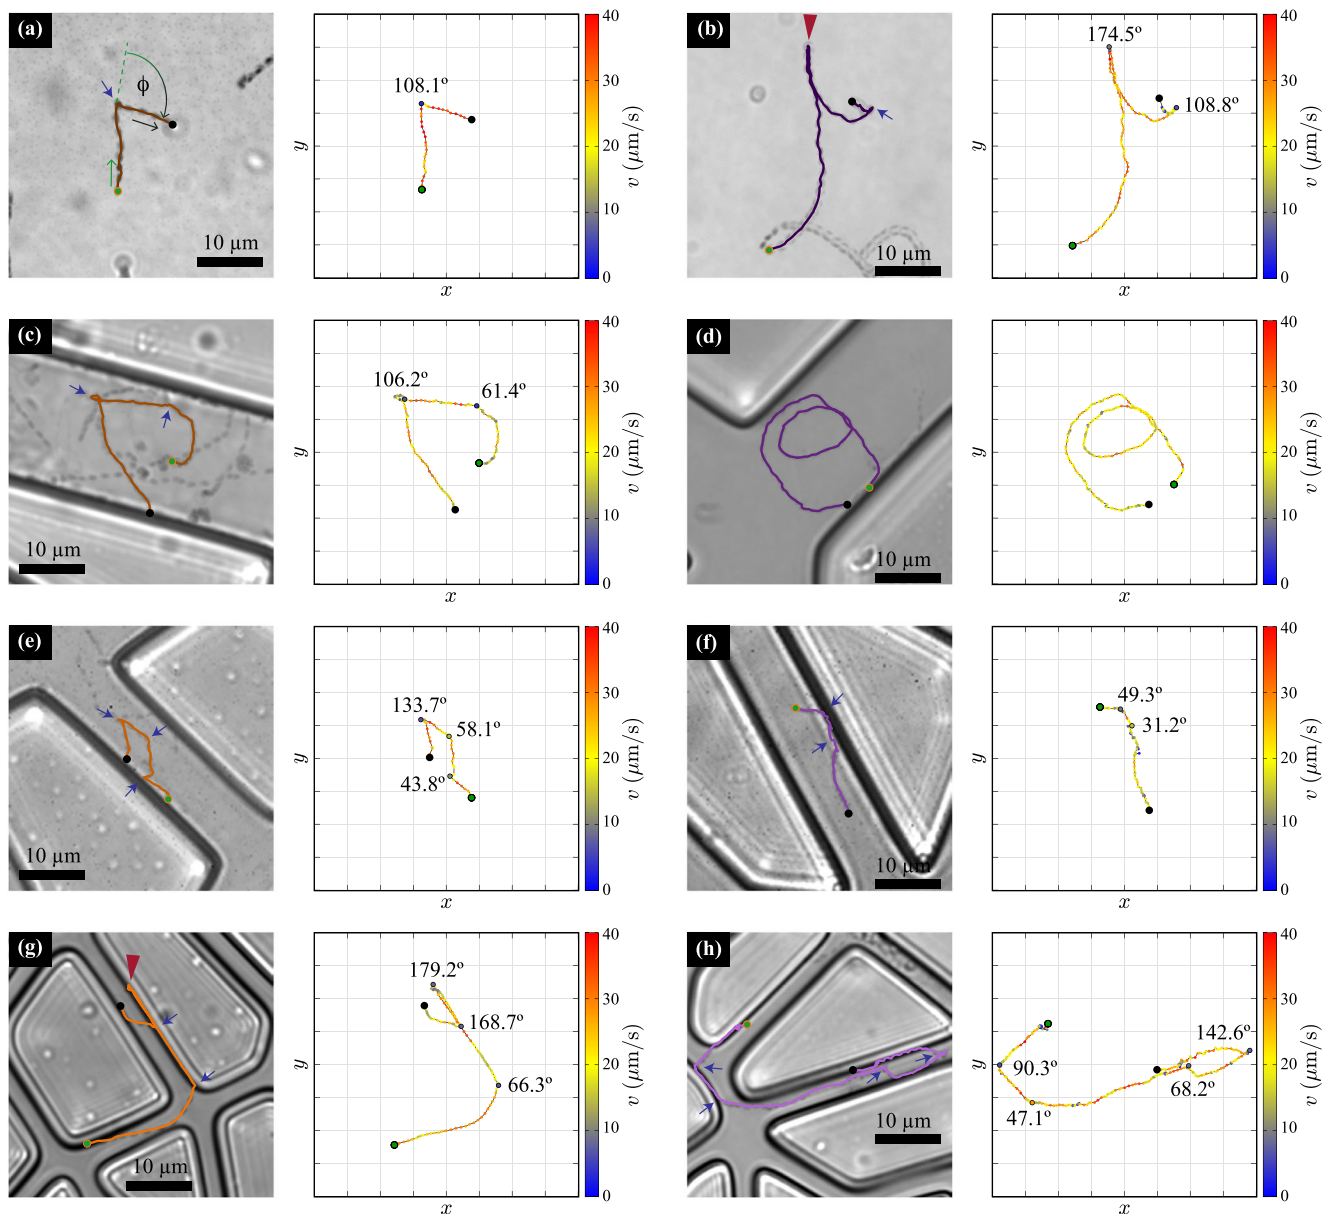 (a)
ϕ
10 µm
108.1º
y
x
40
30
20
10
0
v (µm/s)
(b)
10 µm
174.5º
108.8º
y
x
40
30
20
10
0
v (µm/s)
(c)
10 µm
106.2º
61.4º
y
x
40
30
20
10
0
v (µm/s)
(d)
10 µm
y
x
40
30
20
10
0
v (µm/s)
(e)
10 µm
133.7º
58.1º
43.8º
y
x
40
30
20
10
0
v (µm/s)
(f)
10 µm
49.3º
31.2º
y
x
40
30
20
10
0
v (µm/s)
(g)
10 µm
179.2º
168.7º
66.3º
y
x
40
30
20
10
0
v (µm/s)
(h)
10 µm
142.6º
90.3º
68.2º
47.1º
y
x
40
30
20
10
0
v (µm/s)